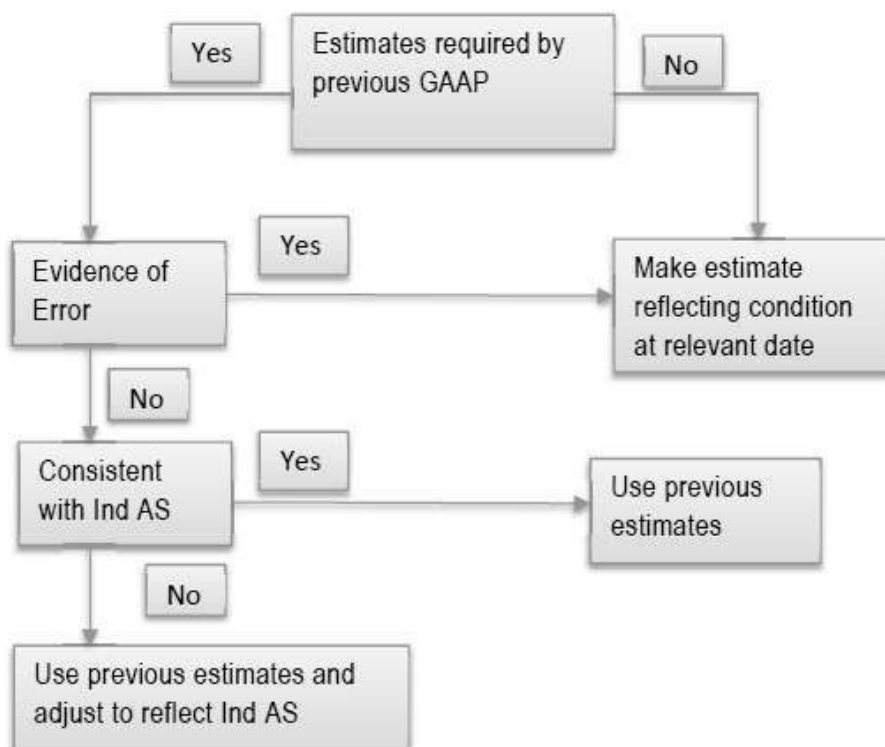 Yes
Estimates required by
previous GAAP
No
Evidence of
Error
Yes
Make estimate
reflecting condition
at relevant date
No
Consistent
with Ind AS
Yes
Use previous
estimates
No
Use previous estimates and
adjust to reflect Ind AS